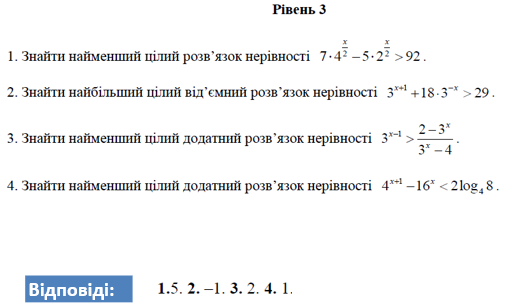 Рівень 3
1. Знайти найменший цілий розв’язок нерівності $7 \cdot 4^{\frac{x}{2}} - 5 \cdot 2^{\frac{x}{2}} > 92$.
2. Знайти найбільший цілий від’ємний розв’язок нерівності $3^{x+1} + 18 \cdot 3^{-x} > 29$.
3. Знайти найменший цілий додатний розв’язок нерівності $3^{x-1} > \frac{2 - 3^x}{3^x - 4}$.
4. Знайти найменший цілий додатний розв’язок нерівності $4^{x+1} - 16^x < 2\log_4 8$.
Відповіді: 1.5. 2. –1. 3. 2. 4. 1.